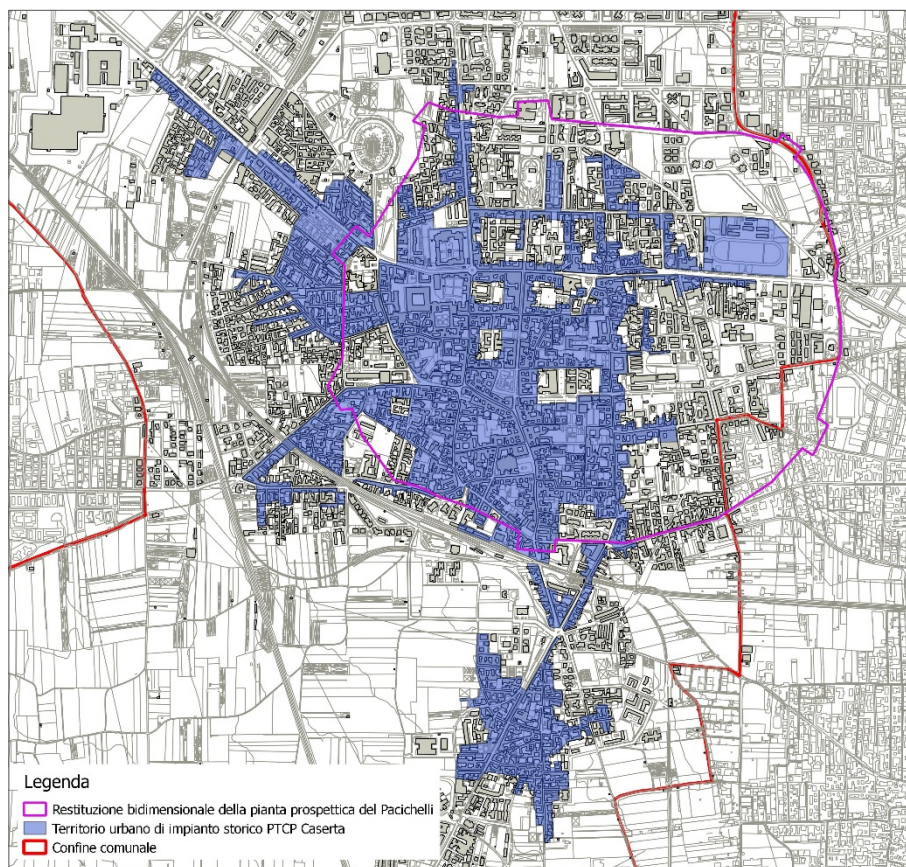 Legenda
Restituzione bidimensionale della pianta prospettica del Pacichelli
Territorio urbano di impianto storico PTCP Caserta
Confine comunale